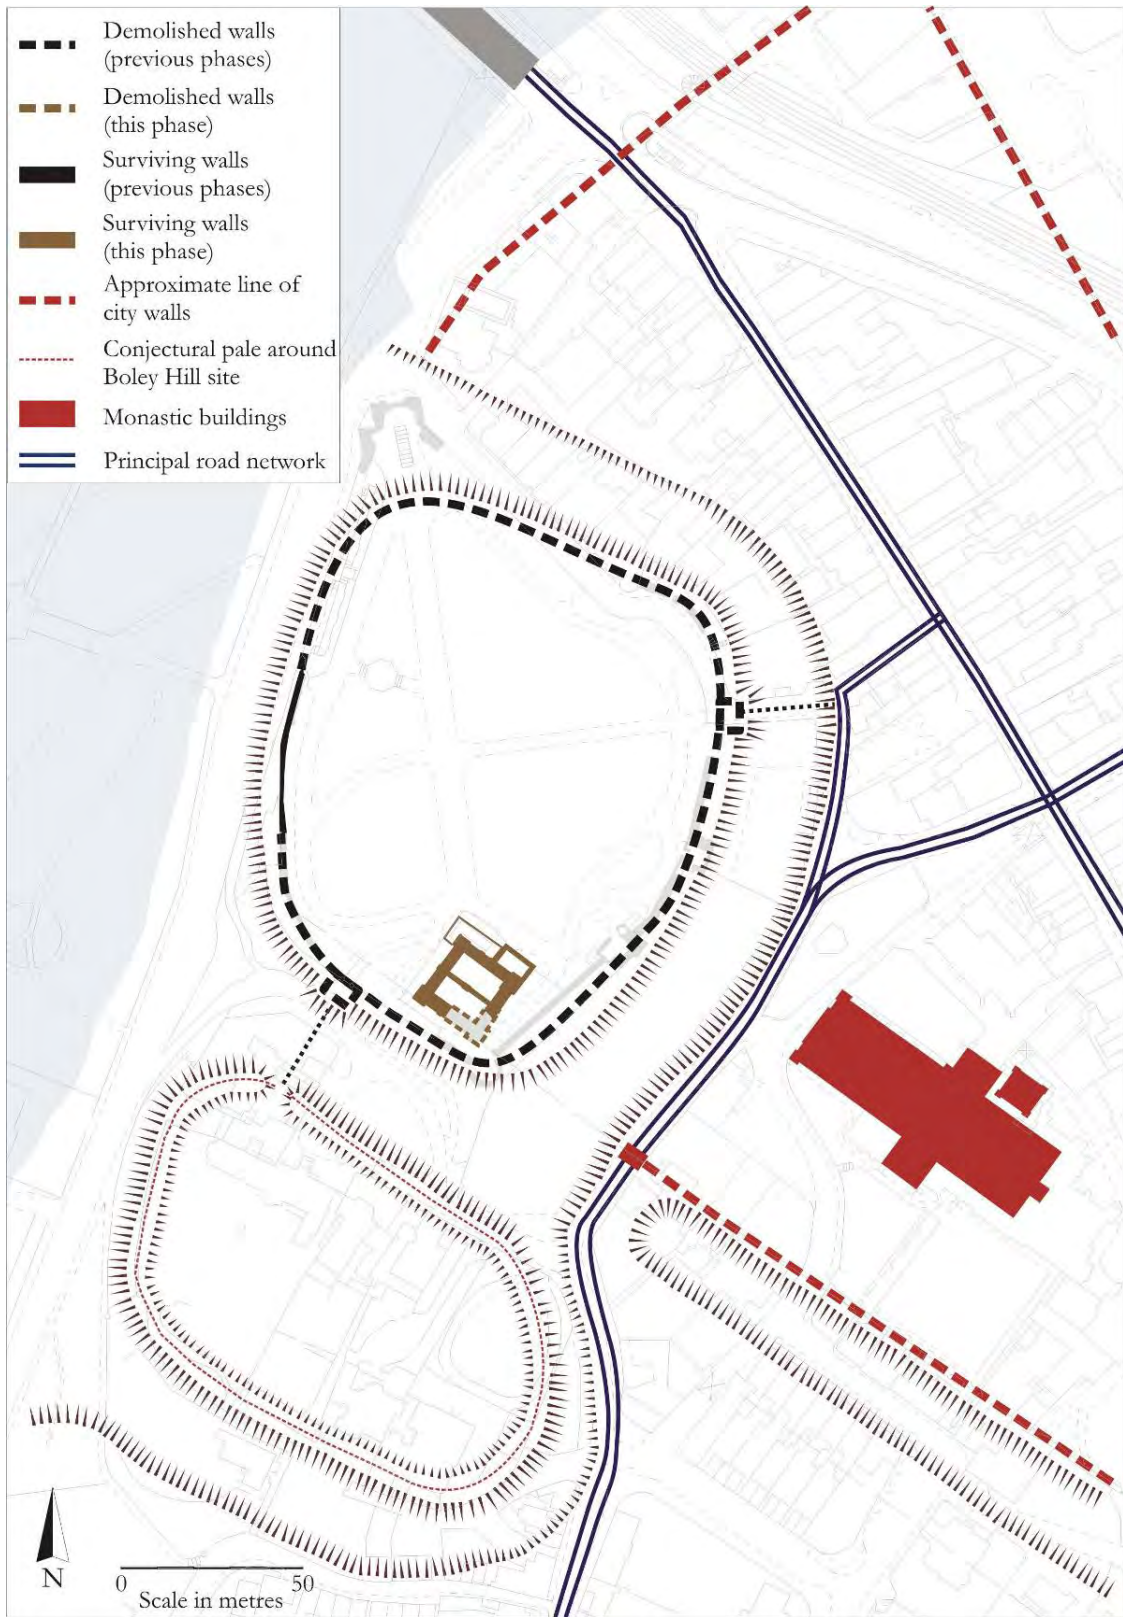 Demolished walls
(previous phases)
Demolished walls
(this phase)
Surviving walls
(previous phases)
Surviving walls
(this phase)
Approximate line of
city walls
Conjectural pale around
Boley Hill site
Monastic buildings
Principal road network
N
0 50
Scale in metres